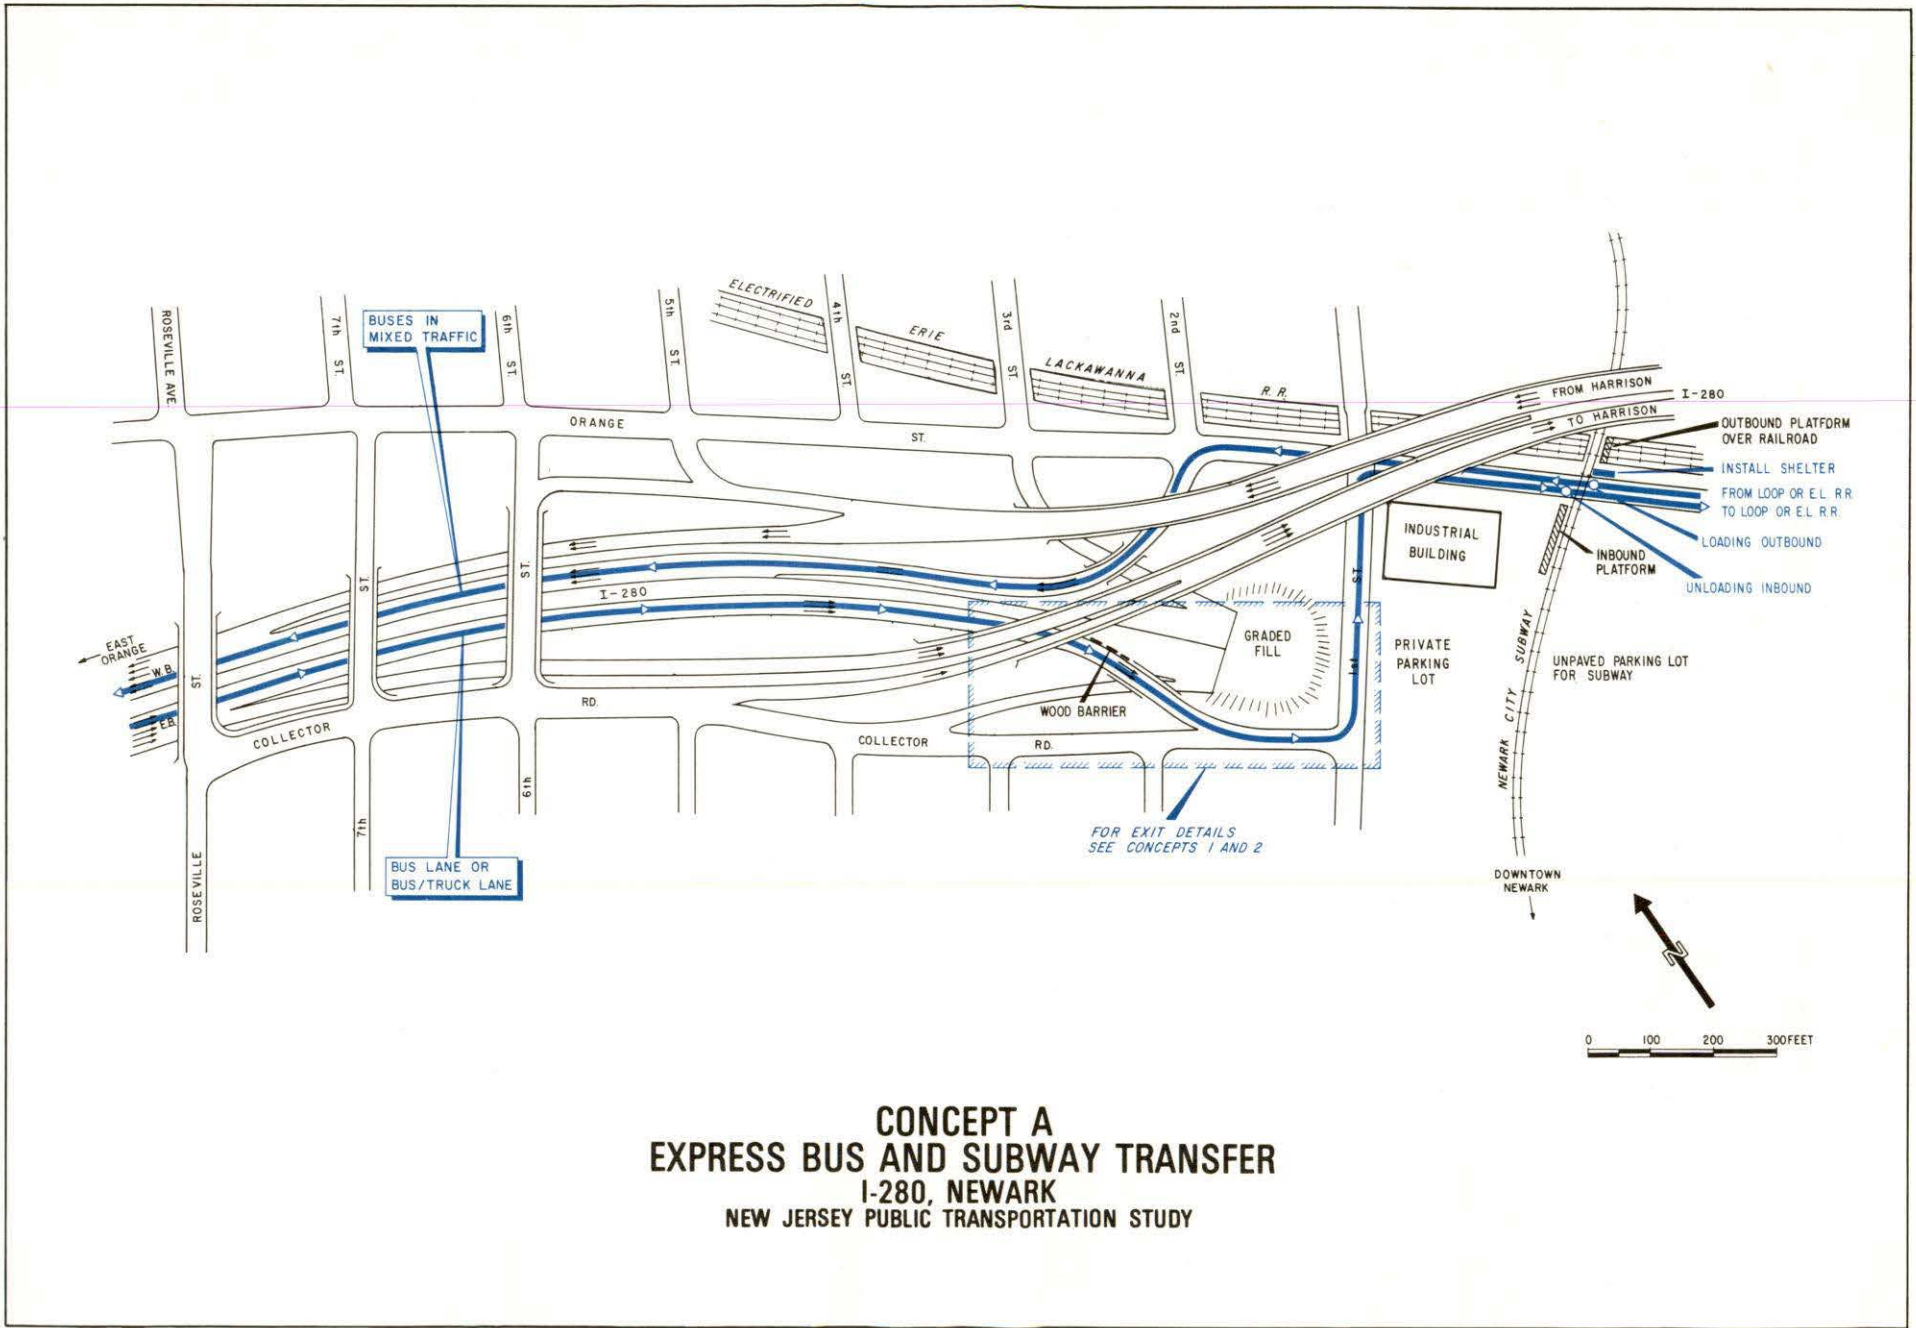 ELECTRIFIED
ERIE
LACKAWANNA
R. R.
ROSEVILLE AVE.
7th ST.
BUSES IN
MIXED TRAFFIC
6th ST.
5th ST.
4th ST.
3rd ST.
2nd ST.
ORANGE ST.
FROM HARRISON
I-280
TO HARRISON
OUTBOUND PLATFORM
OVER RAILROAD
INSTALL SHELTER
FROM LOOP OR E.L. R.R.
TO LOOP OR E.L. R.R.
LOADING OUTBOUND
INBOUND
PLATFORM
UNLOADING INBOUND
INDUSTRIAL
BUILDING
ST.
ST.
ST.
I-280
EAST
ORANGE
W.B.
E.B.
ST.
GRADED
FILL
1st
PRIVATE
PARKING
LOT
NEWARK CITY SUBWAY
UNPAVED PARKING LOT
FOR SUBWAY
WOOD BARRIER
COLLECTOR RD.
COLLECTOR RD.
6th
7th
ROSEVILLE
FOR EXIT DETAILS
SEE CONCEPTS 1 AND 2
BUS LANE OR
BUS/TRUCK LANE
DOWNTOWN
NEWARK
N
0 100 200 300 FEET
CONCEPT A
EXPRESS BUS AND SUBWAY TRANSFER
I-280, NEWARK
NEW JERSEY PUBLIC TRANSPORTATION STUDY